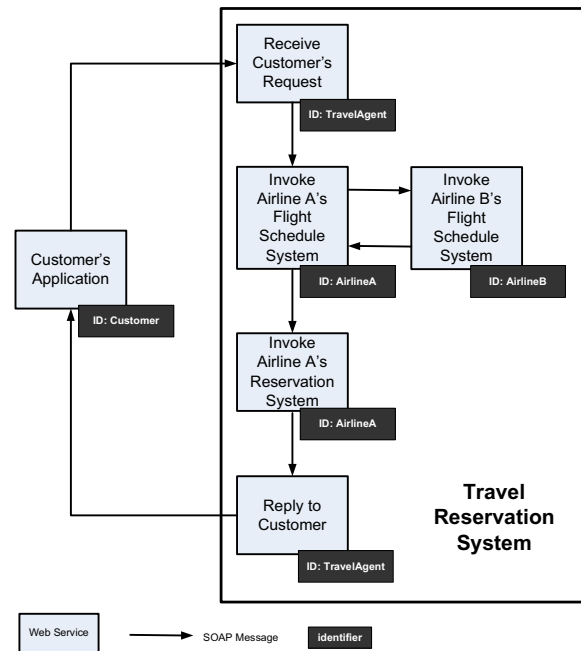 Receive
Customer's
Request
ID: TravelAgent
Invoke
Airline A's
Flight
Schedule
System
ID: AirlineA
Invoke
Airline B's
Flight
Schedule
System
ID: AirlineB
Customer's
Application
ID: Customer
Invoke
Airline A's
Reservation
System
ID: AirlineA
Reply to
Customer
ID: TravelAgent
Travel
Reservation
System
Web Service
SOAP Message
identifier